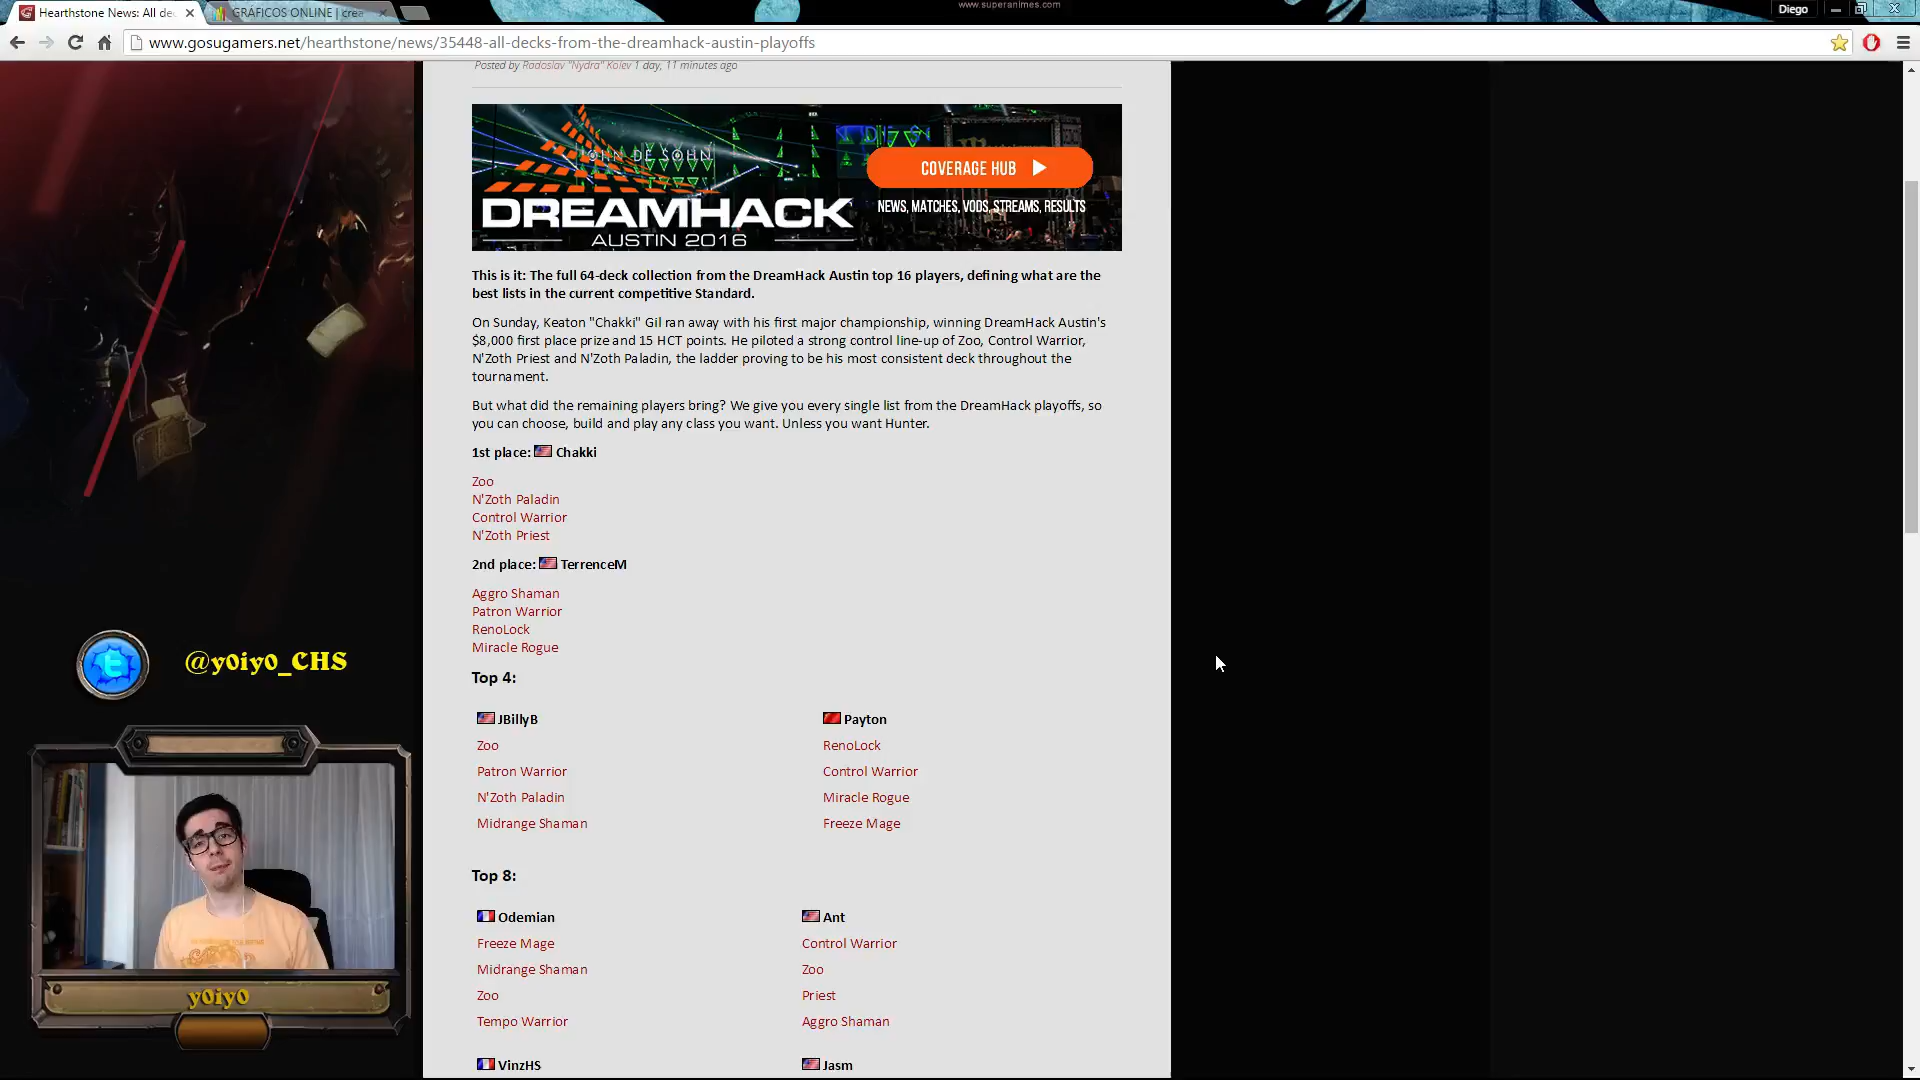 Hearthstone News: All de
GRAFICOS ONLINE | crea
www.superanimes.com
Diego
www.gosugamers.net/hearthstone/news/35448-all-decks-from-the-dreamhack-austin-playoffs
Posted by Radoslav "Nydra" Kolev 1 day, 11 minutes ago
COVERAGE HUB
NEWS, MATCHES, VODS, STREAMS, RESULTS
DREAMHACK
AUSTIN 2016
This is it: The full 64-deck collection from the DreamHack Austin top 16 players, defining what are the
best lists in the current competitive Standard.
On Sunday, Keaton "Chakki" Gil ran away with his first major championship, winning DreamHack Austin's
$8,000 first place prize and 15 HCT points. He piloted a strong control line-up of Zoo, Control Warrior,
N'Zoth Priest and N'Zoth Paladin, the ladder proving to be his most consistent deck throughout the
tournament.
But what did the remaining players bring? We give you every single list from the DreamHack playoffs, so
you can choose, build and play any class you want. Unless you want Hunter.
1st place: Chakki
Zoo
N'Zoth Paladin
Control Warrior
N'Zoth Priest
2nd place: TerrenceM
Aggro Shaman
Patron Warrior
RenoLock
Miracle Rogue
Top 4:
JBillyB
Zoo
Patron Warrior
N'Zoth Paladin
Midrange Shaman
Payton
RenoLock
Control Warrior
Miracle Rogue
Freeze Mage
Top 8:
Odemian
Freeze Mage
Midrange Shaman
Zoo
Tempo Warrior
Ant
Control Warrior
Zoo
Priest
Aggro Shaman
VinzHS
Jasm
@y0iy0_CHS
y0iy0